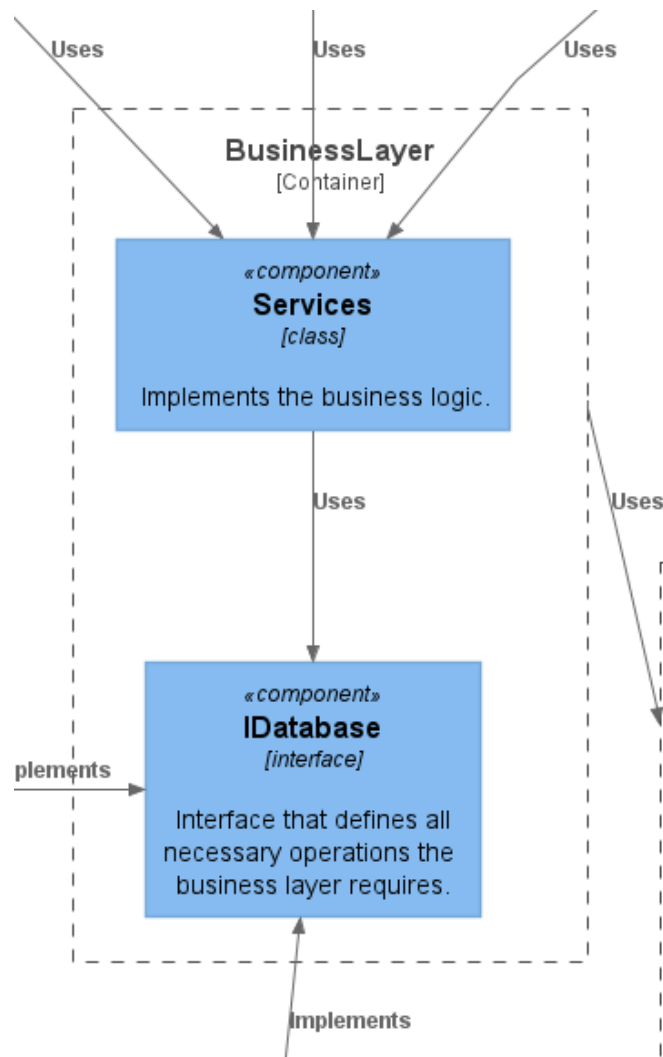 Uses
Uses
Uses
BusinessLayer
[Container]
«component»
Services
[class]
Implements the business logic.
Uses
Uses
«component»
IDatabase
[interface]
plements
Interface that defines all
necessary operations the
business layer requires.
Implements